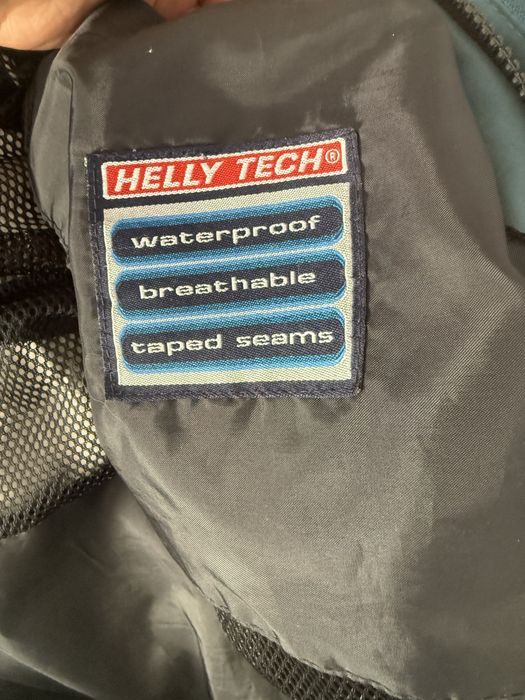 HELLY TECH®
waterproof
breathable
taped seams